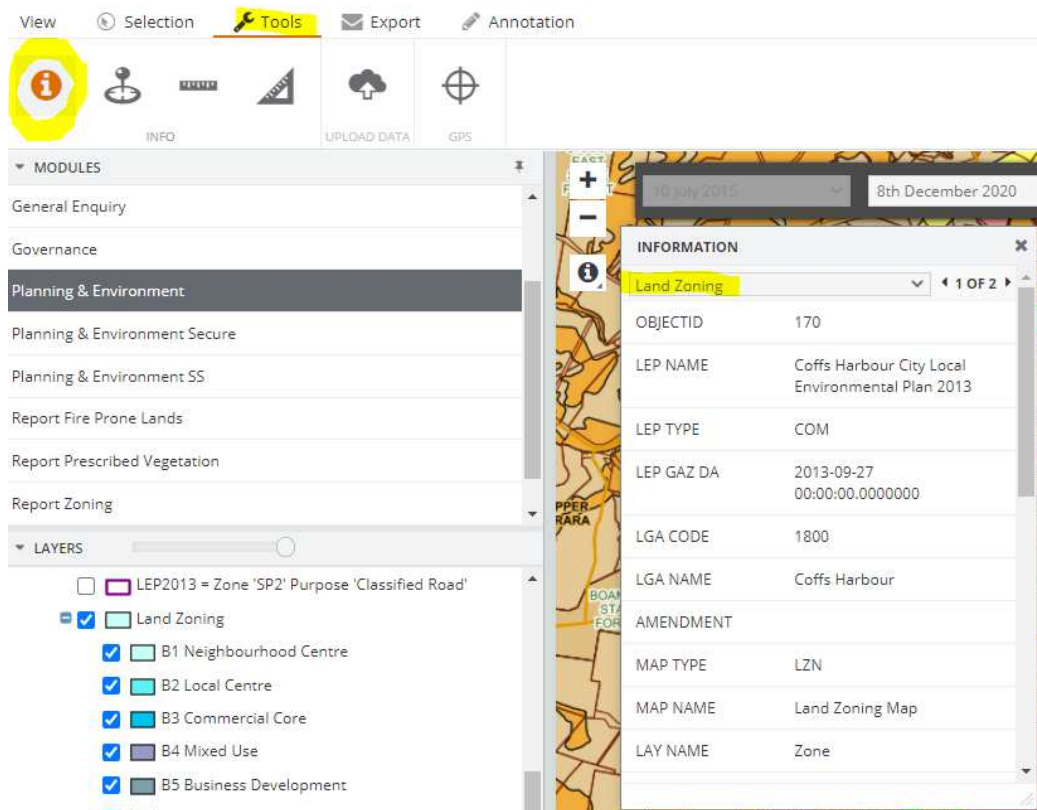 View Selection Tools Export Annotation
INFO UPLOAD DATA GPS
MODULES
General Enquiry
Governance
Planning & Environment
Planning & Environment Secure
Planning & Environment SS
Report Fire Prone Lands
Report Prescribed Vegetation
Report Zoning
LAYERS
LEP2013 = Zone 'SP2' Purpose 'Classified Road'
Land Zoning
B1 Neighbourhood Centre
B2 Local Centre
B3 Commercial Core
B4 Mixed Use
B5 Business Development
EAST
10 July 2015 8th December 2020
INFORMATION
Land Zoning 1 OF 2
OBJECTID 170
LEP NAME Coffs Harbour City Local
Environmental Plan 2013
LEP TYPE COM
LEP GAZ DA 2013-09-27
00:00:00.0000000
LGA CODE 1800
LGA NAME Coffs Harbour
AMENDMENT
MAP TYPE LZN
MAP NAME Land Zoning Map
LAY NAME Zone